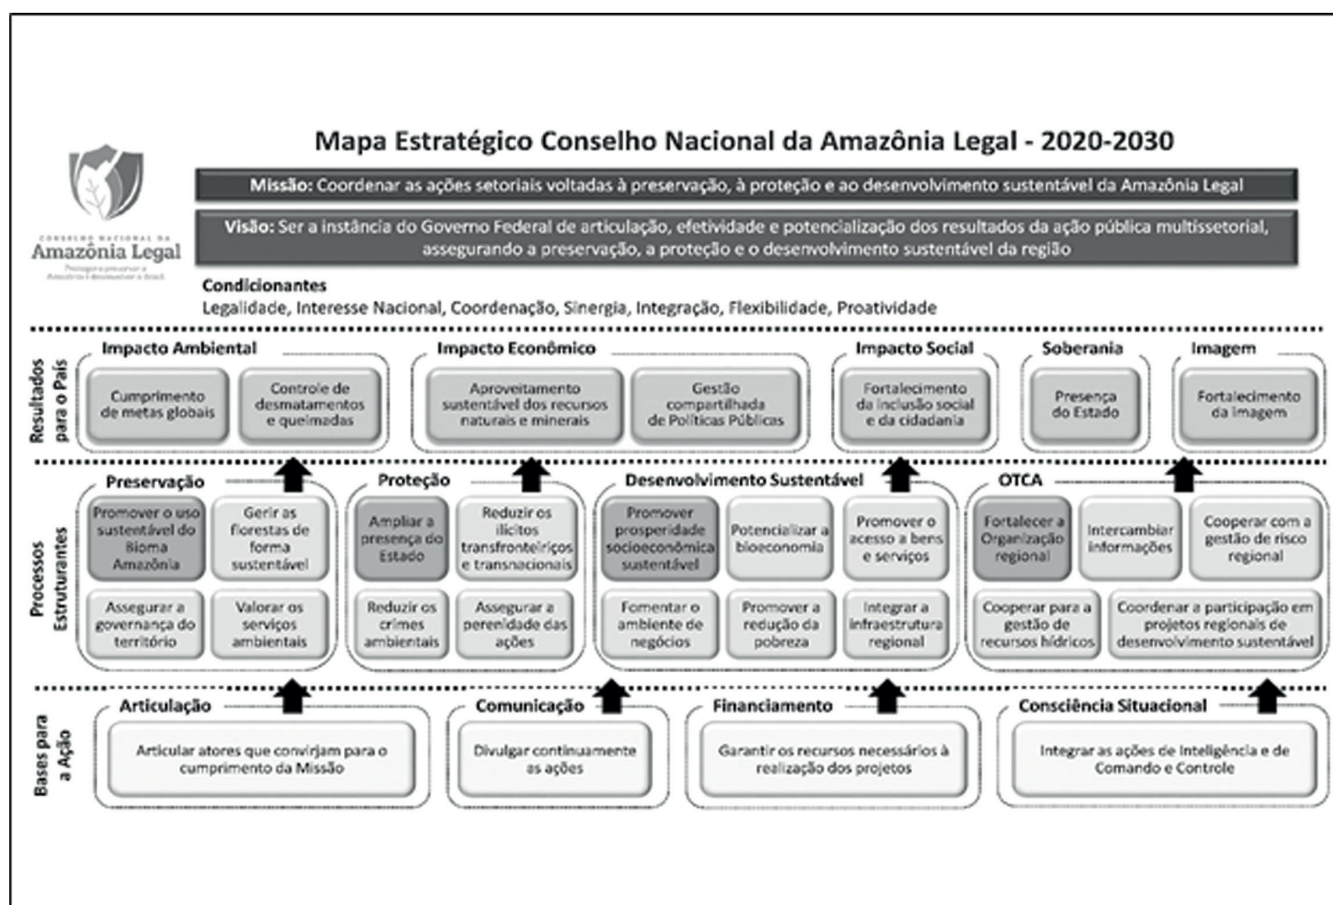 Mapa Estratégico Conselho Nacional da Amazônia Legal - 2020-2030
CONSELHO NACIONAL DA
Amazônia Legal
Missão: Coordenar as ações setoriais voltadas à preservação, à proteção e ao desenvolvimento sustentável da Amazônia Legal
Visão: Ser a instância do Governo Federal de articulação, efetividade e potencialização dos resultados da ação pública multissetorial,
assegurando a preservação, a proteção e o desenvolvimento sustentável da região
Condicionantes
Legalidade, Interesse Nacional, Coordenação, Sinergia, Integração, Flexibilidade, Proatividade
Resultados
para o País
Impacto Ambiental
Cumprimento
de metas globais
Controle de
desmatamentos
e queimadas
Impacto Econômico
Aproveitamento
sustentável dos recursos
naturais e minerais
Gestão
compartilhada
de Políticas Públicas
Impacto Social
Fortalecimento
da inclusão social
e da cidadania
Soberania
Presença
do Estado
Imagem
Fortalecimento
da imagem
Processos
Estruturantes
Preservação
Promover o uso
sustentável do
Bioma
Amazônia
Gerir as
florestas de
forma
sustentável
Assegurar a
governança do
território
Valorar os
serviços
ambientais
Proteção
Ampliar a
presença do
Estado
Reduzir os
ilícitos
transfronteiriços
e transnacionais
Reduzir os
crimes
ambientais
Assegurar a
perenidade das
ações
Desenvolvimento Sustentável
Promover
prosperidade
socioeconômica
sustentável
Potencializar a
bioeconomia
Promover o
acesso a bens
e serviços
Fomentar o
ambiente de
negócios
Promover a
redução da
pobreza
Integrar a
infraestrutura
regional
OTCA
Fortalecer a
Organização
regional
Intercambiar
informações
Cooperar com a
gestão de risco
regional
Cooperar para a
gestão de
recursos hídricos
Coordenar a participação em
projetos regionais de
desenvolvimento sustentável
Bases para
a Ação
Articulação
Articular atores que convirjam para o
cumprimento da Missão
Comunicação
Divulgar continuamente
as ações
Financiamento
Garantir os recursos necessários à
realização dos projetos
Consciência Situacional
Integrar as ações de Inteligência e de
Comando e Controle